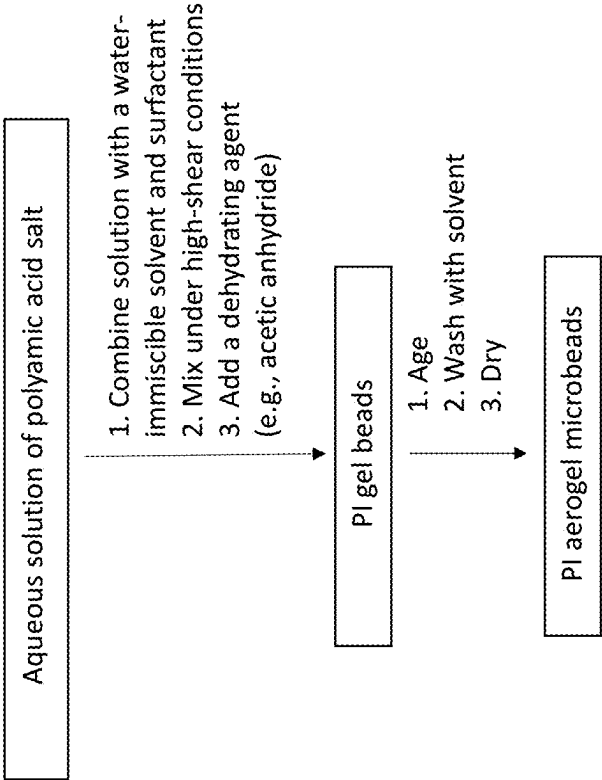 Aqueous solution of polyamic acid salt
1. Combine solution with a water-
immiscible solvent and surfactant
2. Mix under high-shear conditions
3. Add a dehydrating agent
(e.g., acetic anhydride)
PI gel beads
1. Age
2. Wash with solvent
3. Dry
PI aerogel microbeads